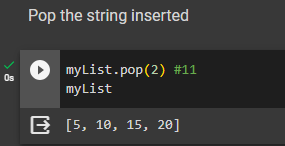 Pop the string inserted
myList.pop(2) #11
0s
myList
[5, 10, 15, 20]